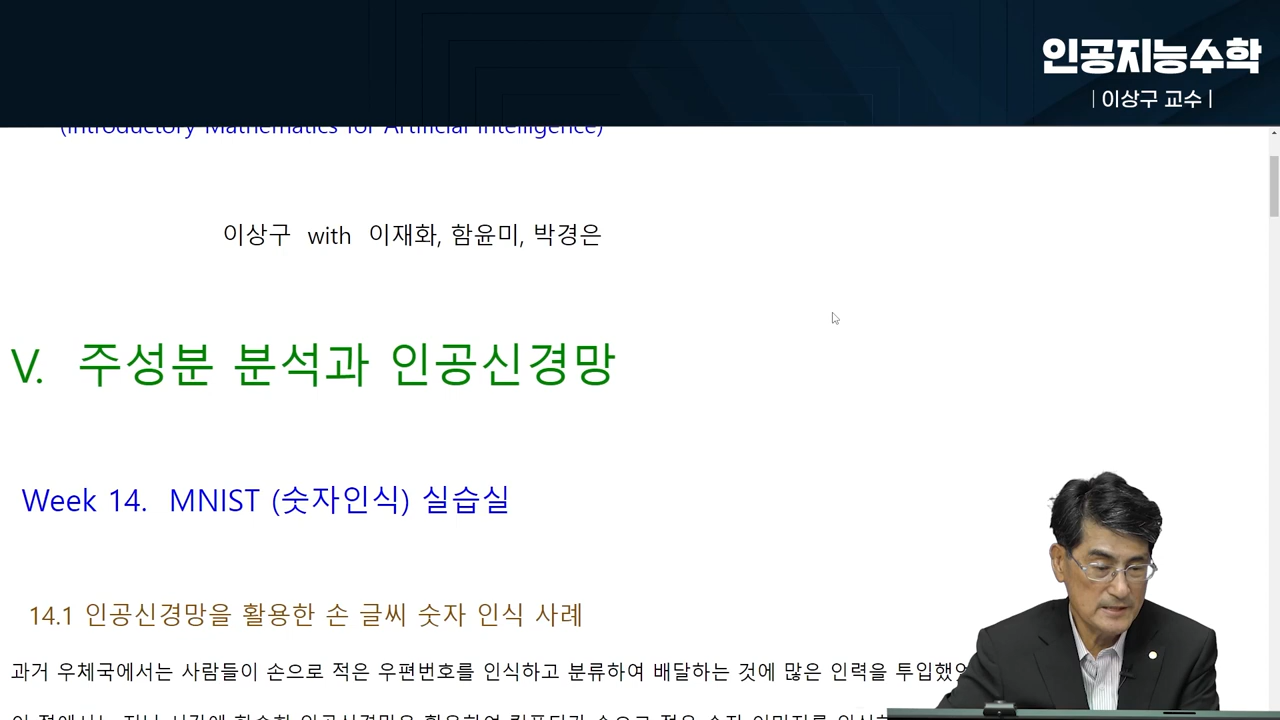 인공지능수학
| 이상구 교수 |
(Introductory Mathematics for Artificial Intelligence)
이상구 with 이재화, 함윤미, 박경은
V. 주성분 분석과 인공신경망
Week 14. MNIST (숫자인식) 실습실
14.1 인공신경망을 활용한 손 글씨 숫자 인식 사례
과거 우체국에서는 사람들이 손으로 적은 우편번호를 인식하고 분류하여 배달하는 것에 많은 인력을 투입했